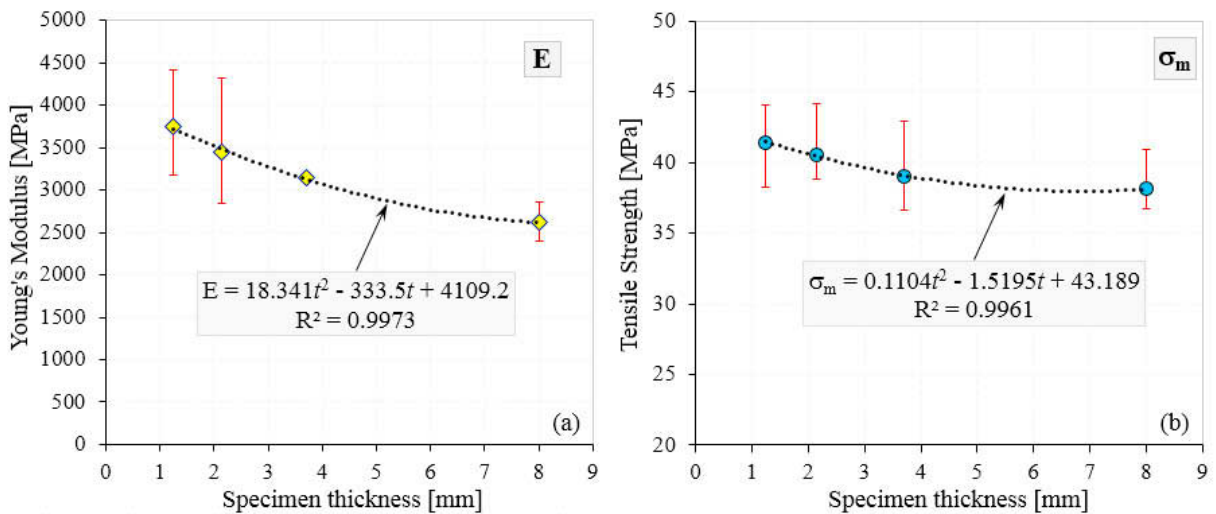 5000
4500
4000
3500
3000
2500
2000
1500
1000
500
0
Young's Modulus [MPa]
E
E = 18.341t² - 333.5t + 4109.2
R² = 0.9973
(a)
0 1 2 3 4 5 6 7 8 9
Specimen thickness [mm]
50
45
40
35
30
25
20
Tensile Strength [MPa]
σₘ
σₘ = 0.1104t² - 1.5195t + 43.189
R² = 0.9961
(b)
0 1 2 3 4 5 6 7 8 9
Specimen thickness [mm]